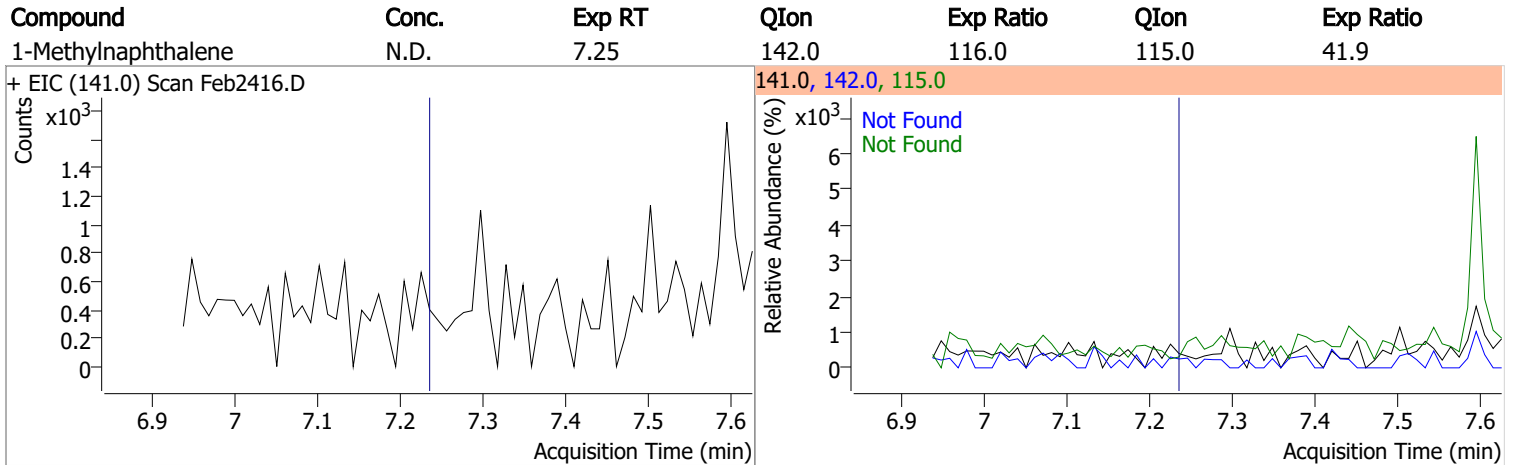 Compound Conc. Exp RT QIon Exp Ratio QIon Exp Ratio
1-Methylnaphthalene N.D. 7.25 142.0 116.0 115.0 41.9
+ EIC (141.0) Scan Feb2416.D
Counts
x10³
1.4
1.2
1
0.8
0.6
0.4
0.2
0
6.9 7 7.1 7.2 7.3 7.4 7.5 7.6
Acquisition Time (min)
141.0, 142.0, 115.0
Relative Abundance (%)
x10³
Not Found
Not Found
6
5
4
3
2
1
0
6.9 7 7.1 7.2 7.3 7.4 7.5 7.6
Acquisition Time (min)